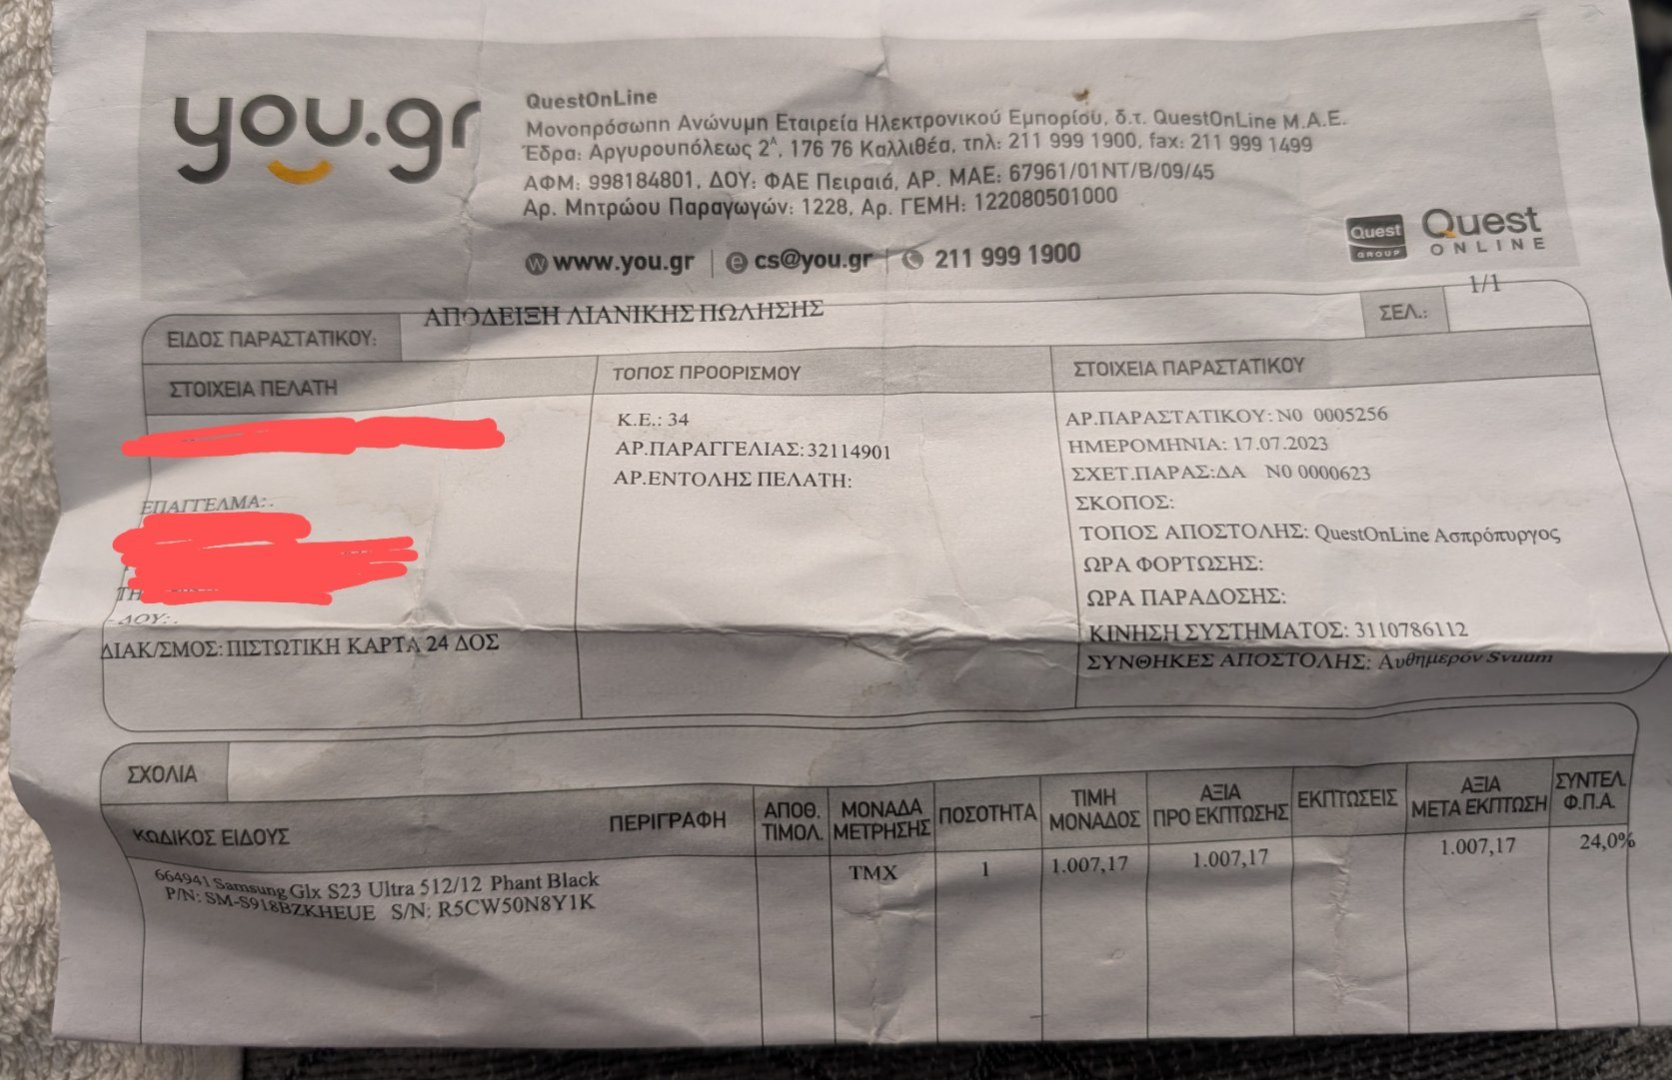 you.gr
QuestOnLine
Μονοπρόσωπη Ανώνυμη Εταιρεία Ηλεκτρονικού Εμπορίου, δ.τ. QuestOnLine Μ.Α.Ε.
Έδρα: Αργυρουπόλεως 2Α, 176 76 Καλλιθέα, τηλ: 211 999 1900, fax: 211 999 1499
ΑΦΜ: 998184801, ΔΟΥ: ΦΑΕ Πειραιά, ΑΡ. ΜΑΕ: 67961/01ΝΤ/Β/09/45
Αρ. Μητρώου Παραγωγών: 1228, Αρ. ΓΕΜΗ: 122080501000
w www.you.gr | e cs@you.gr | 211 999 1900
Quest GROUP
Quest ONLINE
ΕΙΔΟΣ ΠΑΡΑΣΤΑΤΙΚΟΥ: ΑΠΟΔΕΙΞΗ ΛΙΑΝΙΚΗΣ ΠΩΛΗΣΗΣ ΣΕΛ.: 1/1
ΣΤΟΙΧΕΙΑ ΠΕΛΑΤΗ
ΕΠΑΓΓΕΛΜΑ:.
ΤΗ
ΔΟΥ:.
ΔΙΑΚ/ΣΜΟΣ: ΠΙΣΤΩΤΙΚΗ ΚΑΡΤΑ 24 ΔΟΣ
ΤΟΠΟΣ ΠΡΟΟΡΙΣΜΟΥ
Κ.Ε.: 34
ΑΡ.ΠΑΡΑΓΓΕΛΙΑΣ: 32114901
ΑΡ.ΕΝΤΟΛΗΣ ΠΕΛΑΤΗ:
ΣΤΟΙΧΕΙΑ ΠΑΡΑΣΤΑΤΙΚΟΥ
ΑΡ.ΠΑΡΑΣΤΑΤΙΚΟΥ: Ν0 0005256
ΗΜΕΡΟΜΗΝΙΑ: 17.07.2023
ΣΧΕΤ.ΠΑΡΑΣ:ΔΑ Ν0 0000623
ΣΚΟΠΟΣ:
ΤΟΠΟΣ ΑΠΟΣΤΟΛΗΣ: QuestOnLine Ασπρόπυργος
ΩΡΑ ΦΟΡΤΩΣΗΣ:
ΩΡΑ ΠΑΡΑΔΟΣΗΣ:
ΚΙΝΗΣΗ ΣΥΣΤΗΜΑΤΟΣ: 3110786112
ΣΥΝΘΗΚΕΣ ΑΠΟΣΤΟΛΗΣ: Αυθημερόν Svuum
ΣΧΟΛΙΑ
ΚΩΔΙΚΟΣ ΕΙΔΟΥΣ ΠΕΡΙΓΡΑΦΗ ΑΠΟΘ. ΤΙΜΟΛ. ΜΟΝΑΔΑ ΜΕΤΡΗΣΗΣ ΠΟΣΟΤΗΤΑ ΤΙΜΗ ΜΟΝΑΔΟΣ ΑΞΙΑ ΠΡΟ ΕΚΠΤΩΣΗΣ ΕΚΠΤΩΣΕΙΣ ΑΞΙΑ ΜΕΤΑ ΕΚΠΤΩΣΗ ΣΥΝΤΕΛ. Φ.Π.Α.
664941 Samsung Glx S23 Ultra 512/12 Phant Black ΤΜΧ 1 1.007,17 1.007,17 1.007,17 24,0%
P/N: SM-S918BZKHEUE S/N: R5CW50N8Y1K